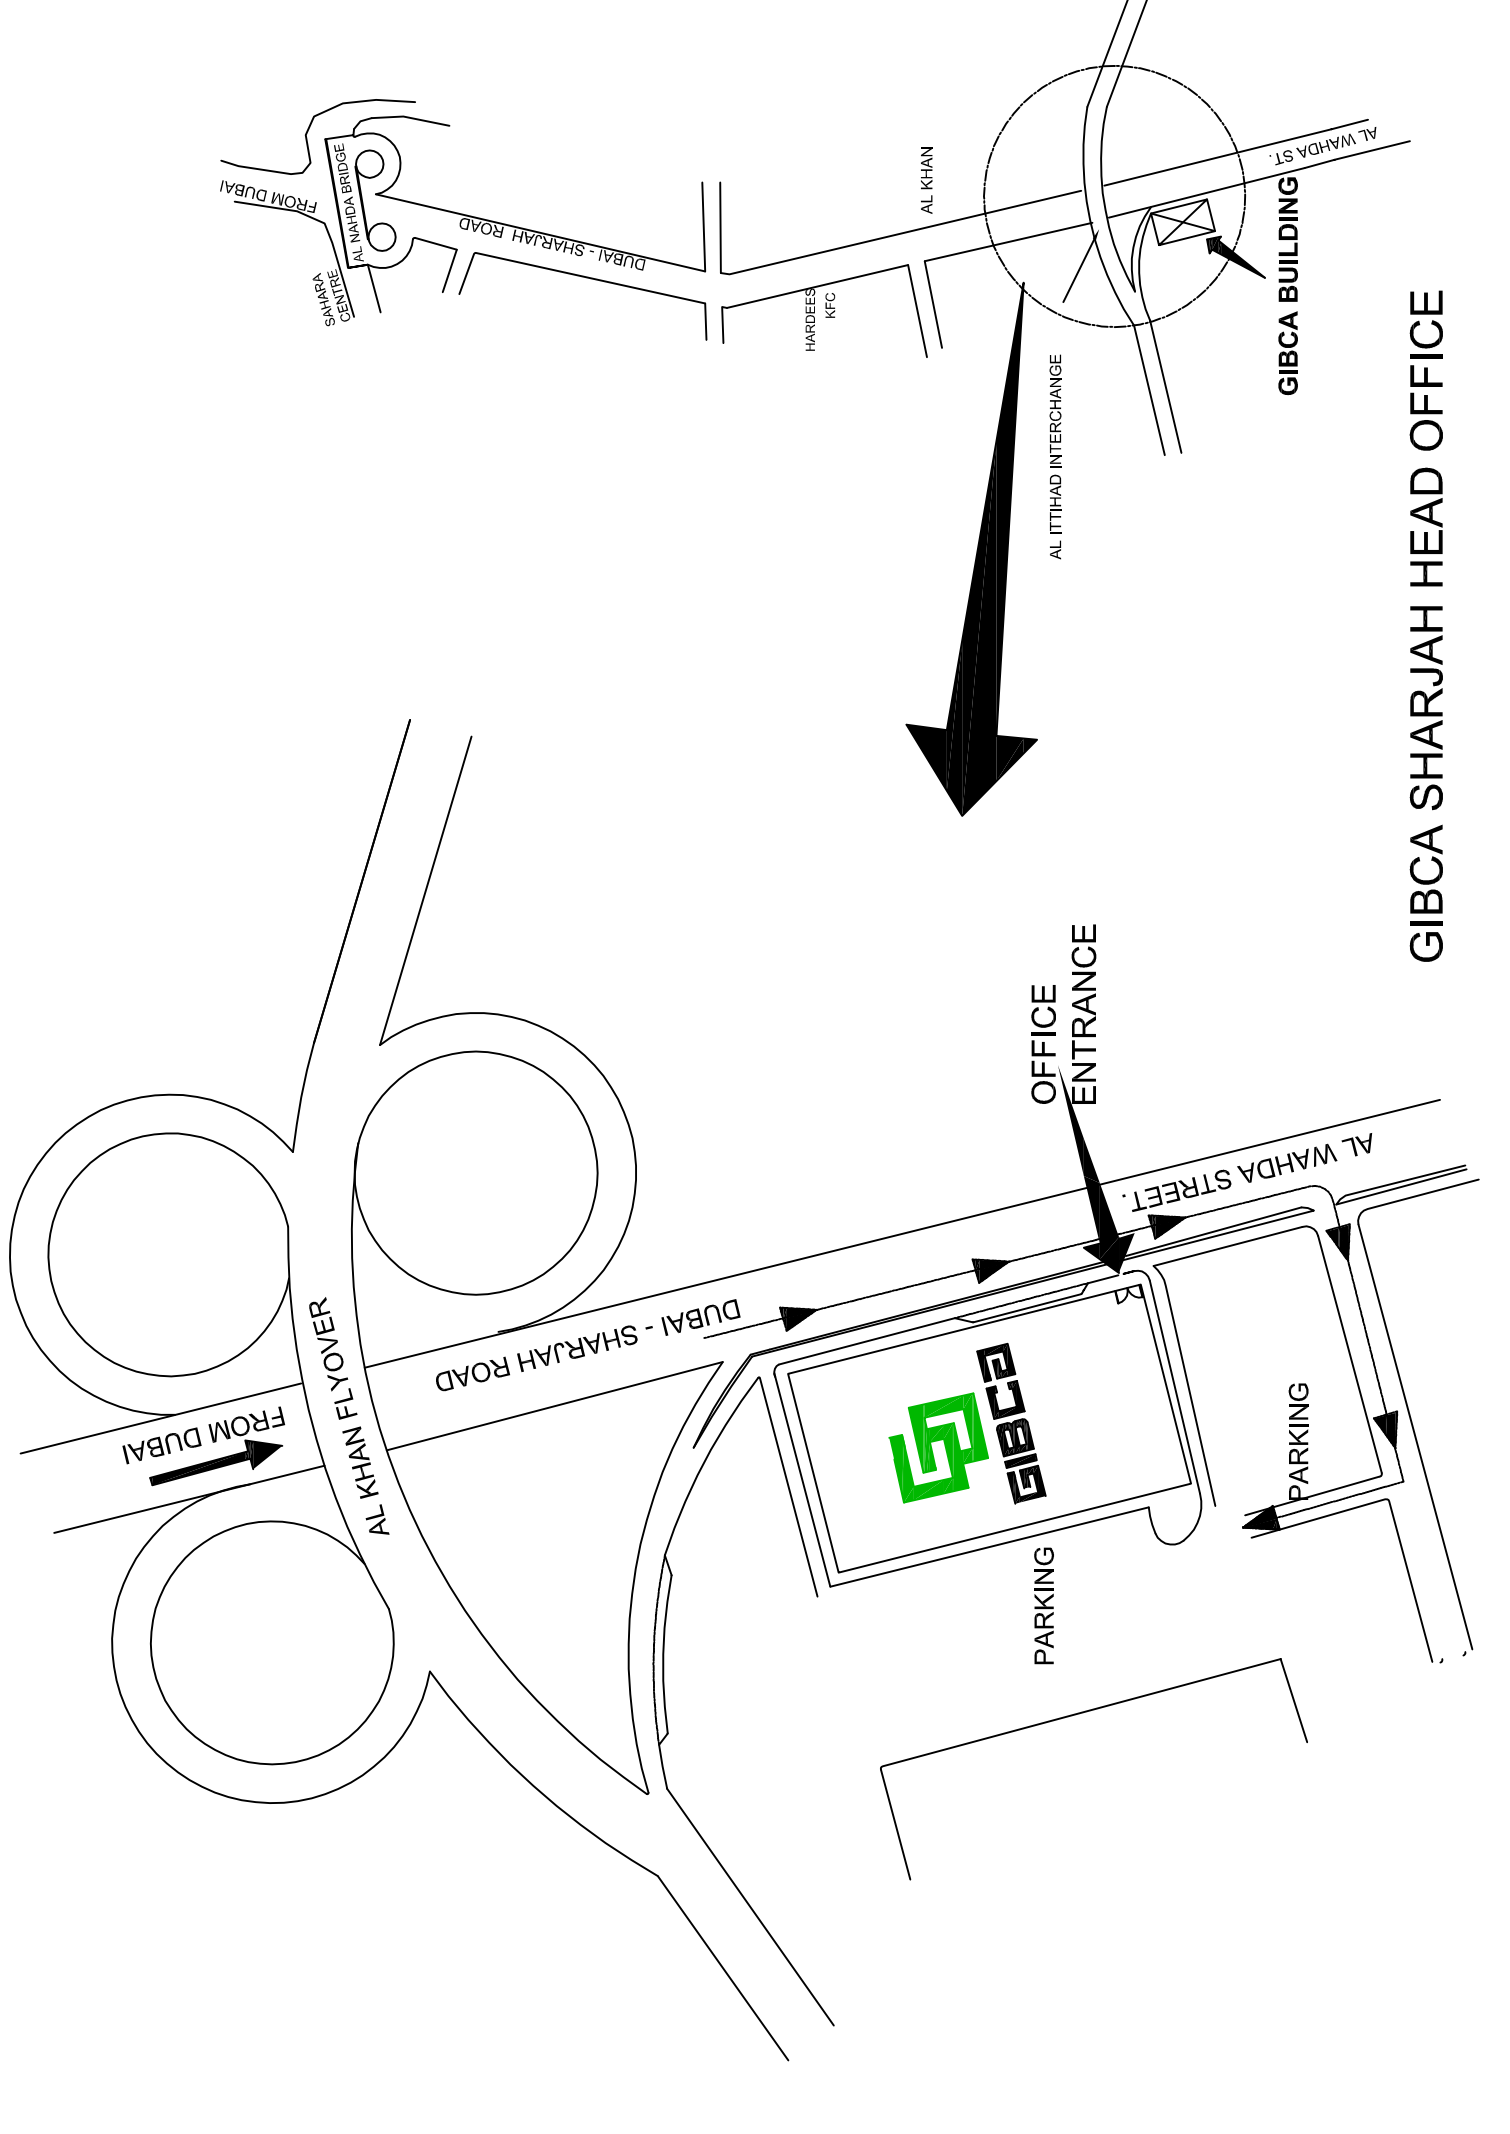 FROM DUBAI
AL NAHDA BRIDGE
SAHARA
CENTRE
DUBAI - SHARJAH ROAD
HARDEES
KFC
AL KHAN
AL ITTIHAD INTERCHANGE
AL WAHDA ST.
GIBCA BUILDING
GIBCA SHARJAH HEAD OFFICE
OFFICE
ENTRANCE
FROM DUBAI
AL KHAN FLYOVER
DUBAI - SHARJAH ROAD
AL WAHDA STREET.
GIBCA
PARKING
PARKING